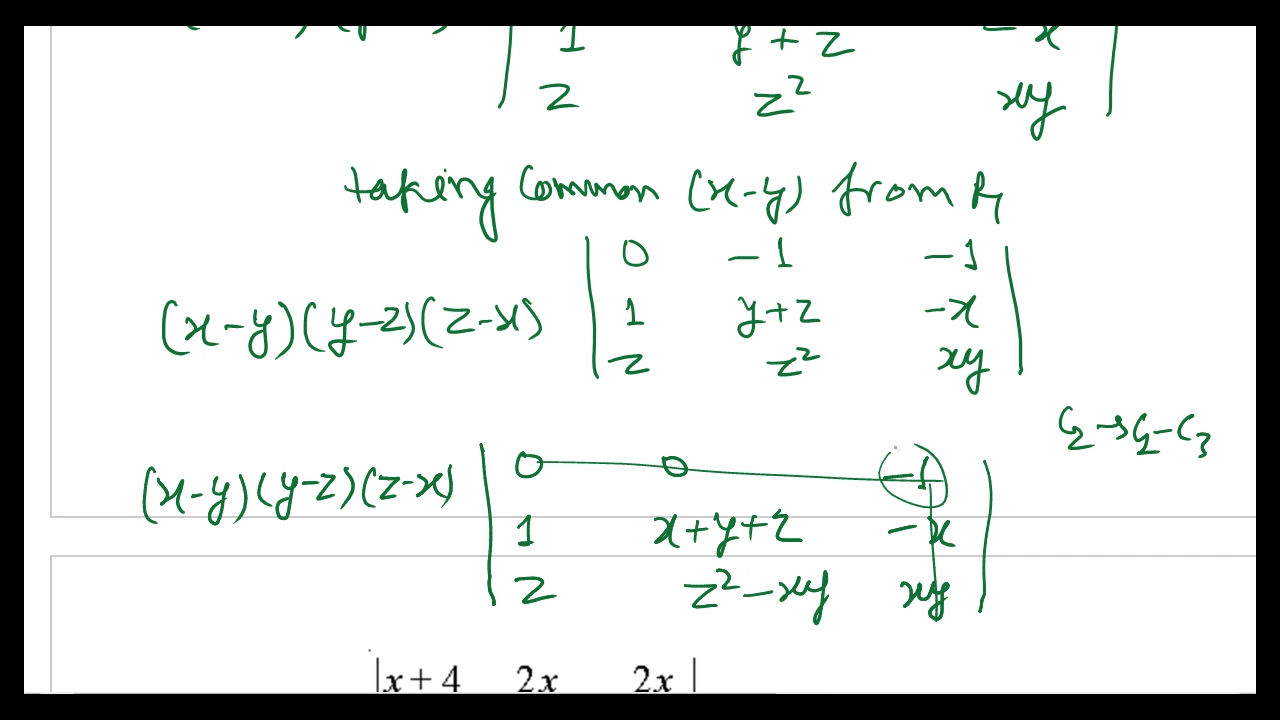 1 y + z - x
z z² xy
taking common (x-y) from R₁
| 0 -1 -1 |
(x-y)(y-z)(z-x) | 1 y+z -x |
| z z² xy |
C₂→C₂-C₃
(x-y)(y-z)(z-x) | 0 0 -1 |
| 1 x+y+z -x |
| z z²-xy xy |
|x+4 2x 2x|